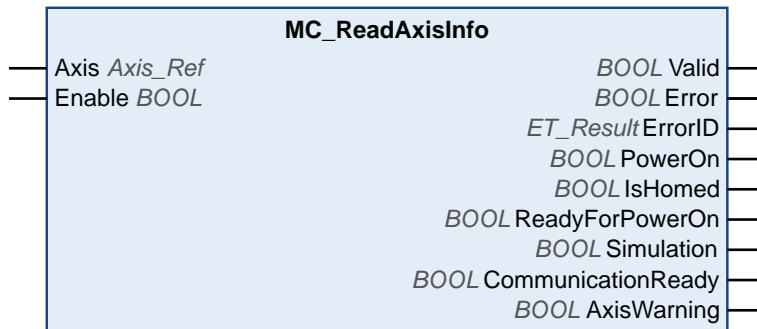 MC_ReadAxisInfo
Axis Axis_Ref BOOL Valid
Enable BOOL BOOL Error
ET_Result ErrorID
BOOL PowerOn
BOOL IsHomed
BOOL ReadyForPowerOn
BOOL Simulation
BOOL CommunicationReady
BOOL AxisWarning